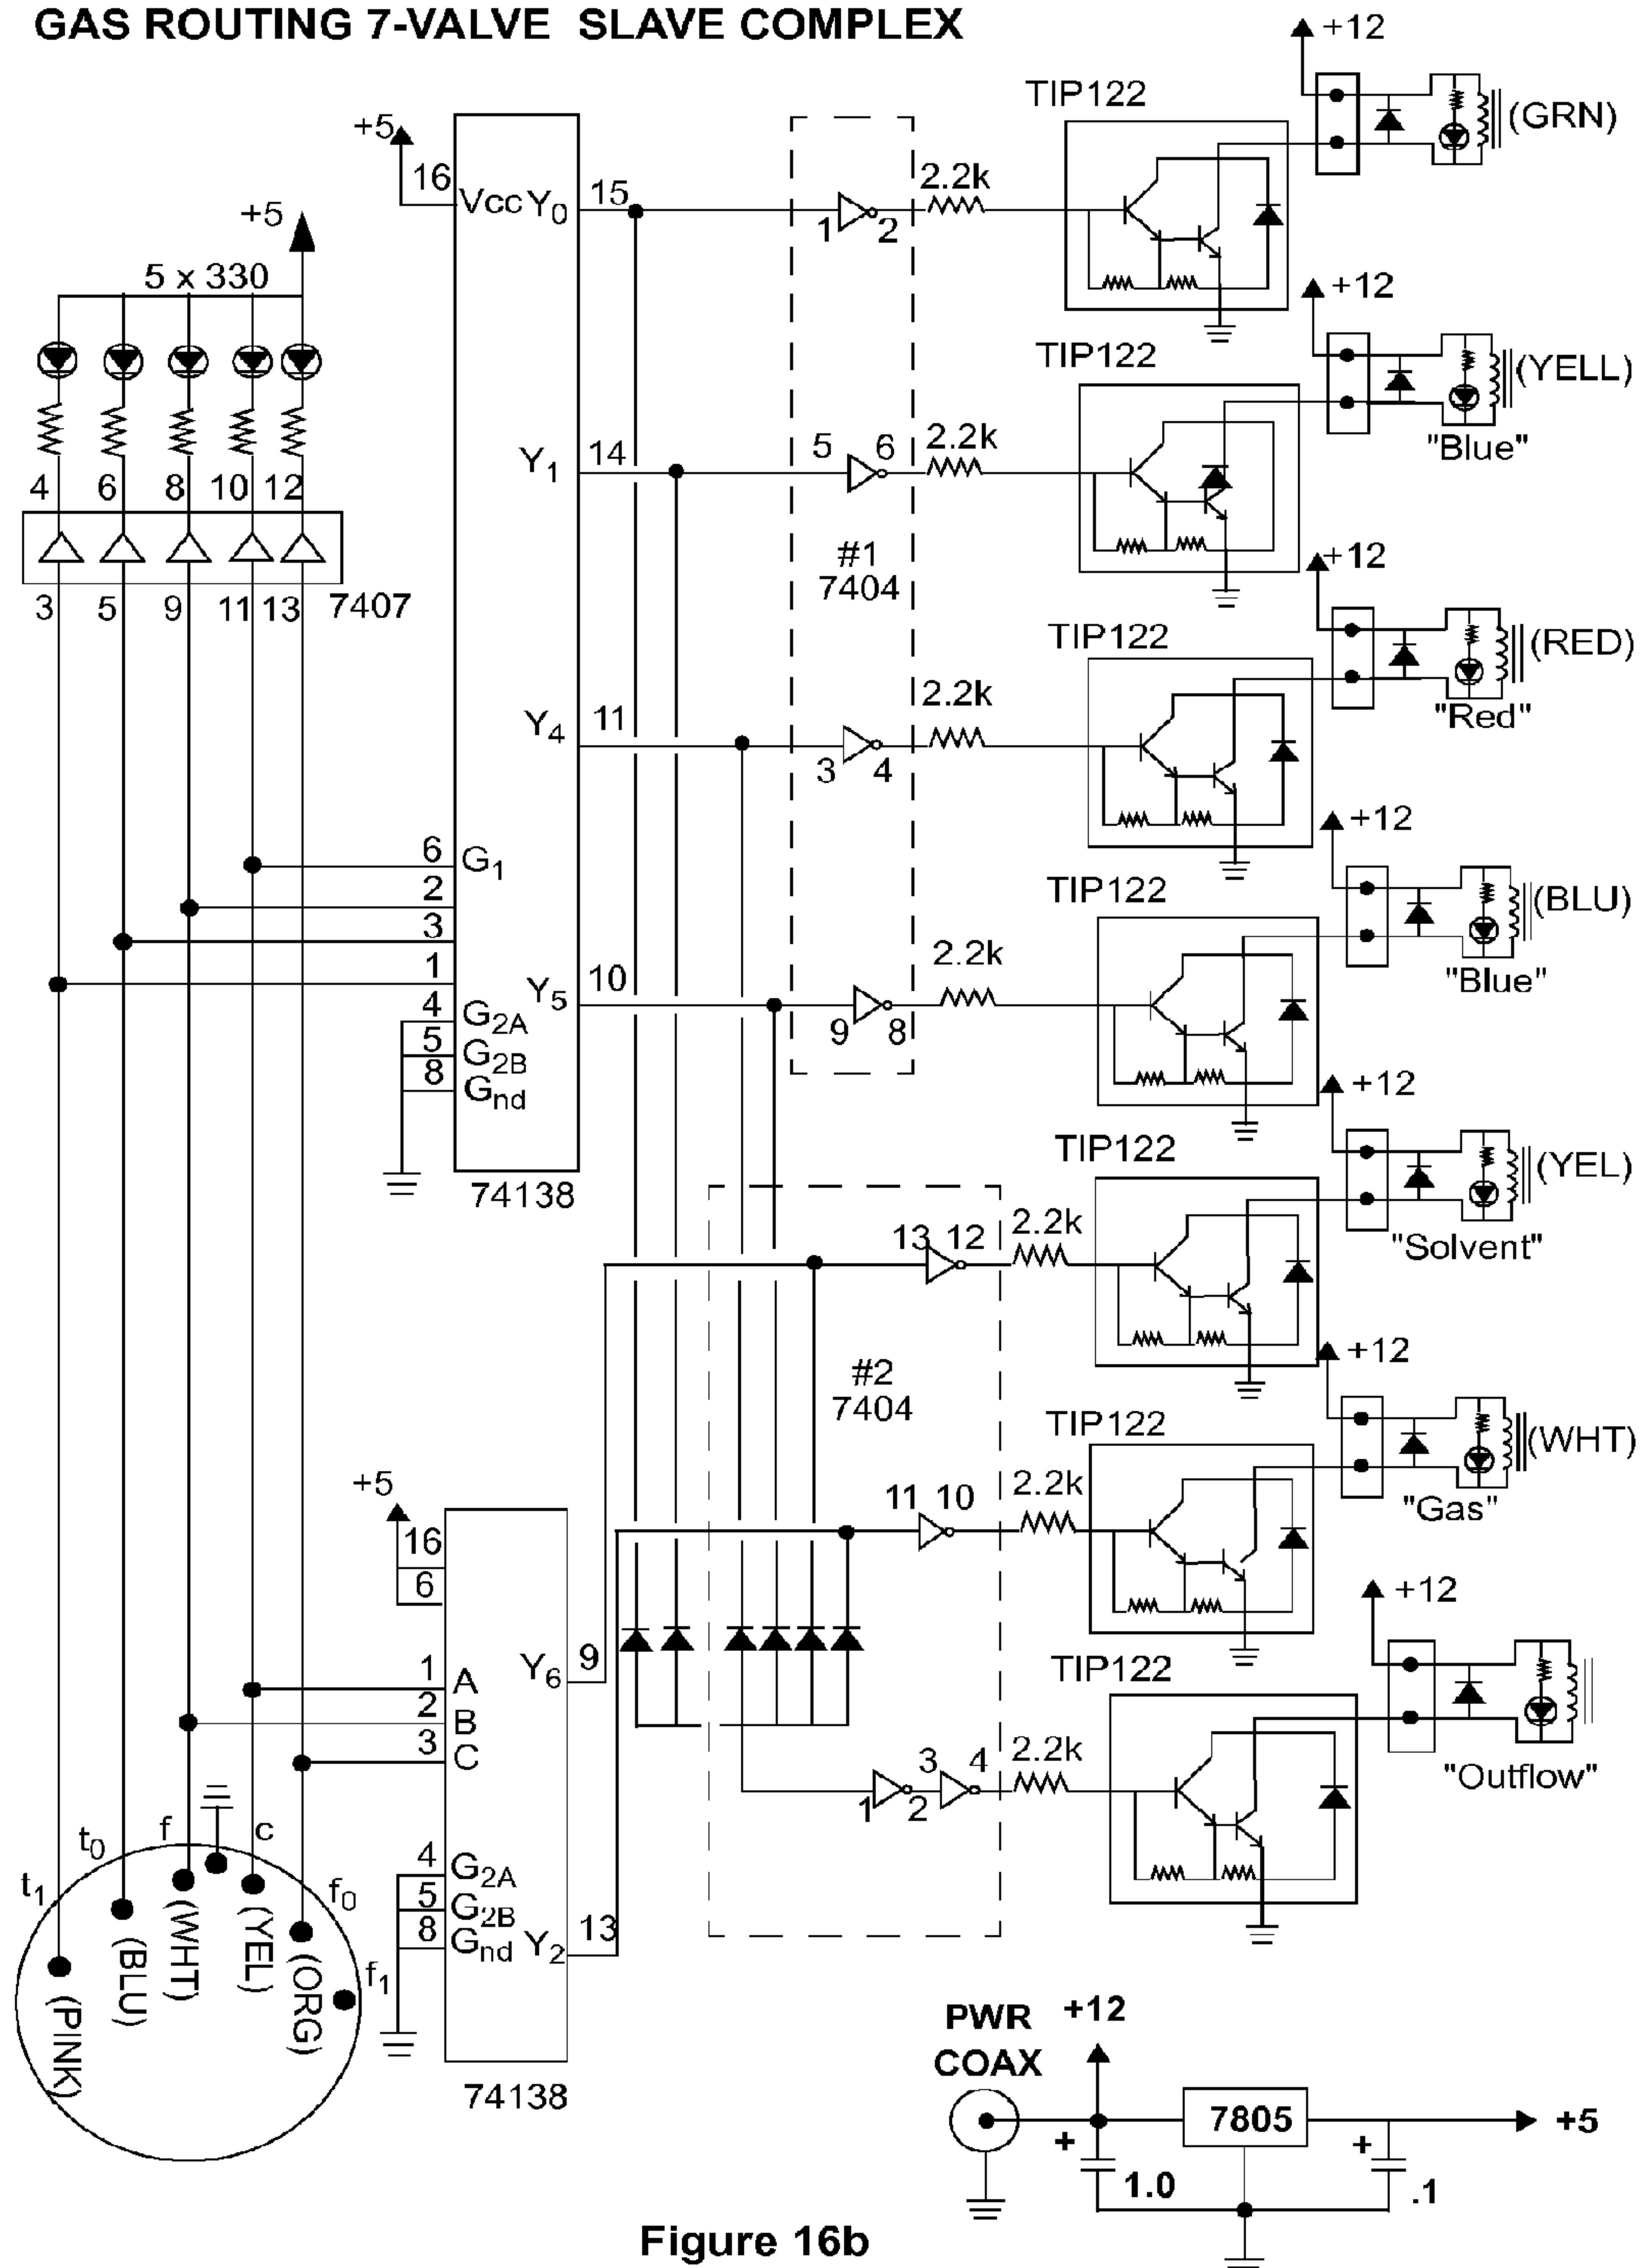 GAS ROUTING 7-VALVE SLAVE COMPLEX
+12
TIP122
(GRN)
+5
16
Vcc Y0
15
1
2
2.2k
+5
5 x 330
+12
TIP122
(YELL)
"Blue"
Y1
14
5
6
2.2k
4 6 8 10 12
#1
7404
3 5 9 11 13 7407
+12
TIP122
(RED)
"Red"
Y4
11
3
4
2.2k
+12
TIP122
(BLU)
"Blue"
6 G1
2
3
1
Y5
10
9
8
2.2k
4 G2A
5 G2B
8 Gnd
74138
+12
TIP122
(YEL)
"Solvent"
13 12
2.2k
#2
7404
+12
TIP122
(WHT)
"Gas"
11 10
2.2k
+5
16
6
+12
TIP122
"Outflow"
1 A
2 B
3 C
Y6
9
1
2
3
4
2.2k
4 G2A
5 G2B
8 Gnd
Y2
13
74138
t1
t0
f
c
f0
f1
(PINK)
(BLU)
(WHT)
(YEL)
(ORG)
PWR
COAX
+12
7805
+5
+
1.0
+
.1
Figure 16b